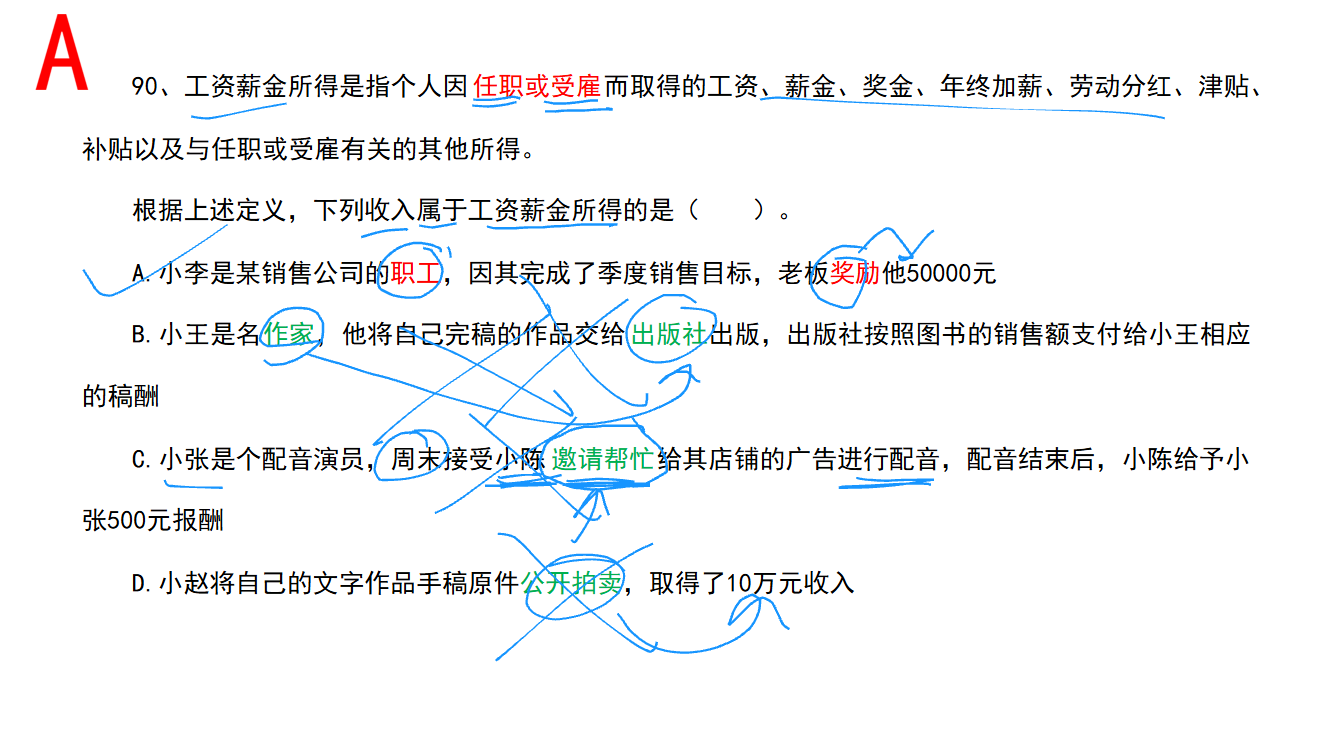 A
90、工资薪金所得是指个人因任职或受雇而取得的工资、薪金、奖金、年终加薪、劳动分红、津贴、
补贴以及与任职或受雇有关的其他所得。
根据上述定义，下列收入属于工资薪金所得的是（　　）。
A.小李是某销售公司的职工，因其完成了季度销售目标，老板奖励他50000元
B.小王是名作家，他将自己完稿的作品交给出版社出版，出版社按照图书的销售额支付给小王相应
的稿酬
C.小张是个配音演员，周末接受小陈邀请帮忙给其店铺的广告进行配音，配音结束后，小陈给予小
张500元报酬
D.小赵将自己的文字作品手稿原件公开拍卖，取得了10万元收入